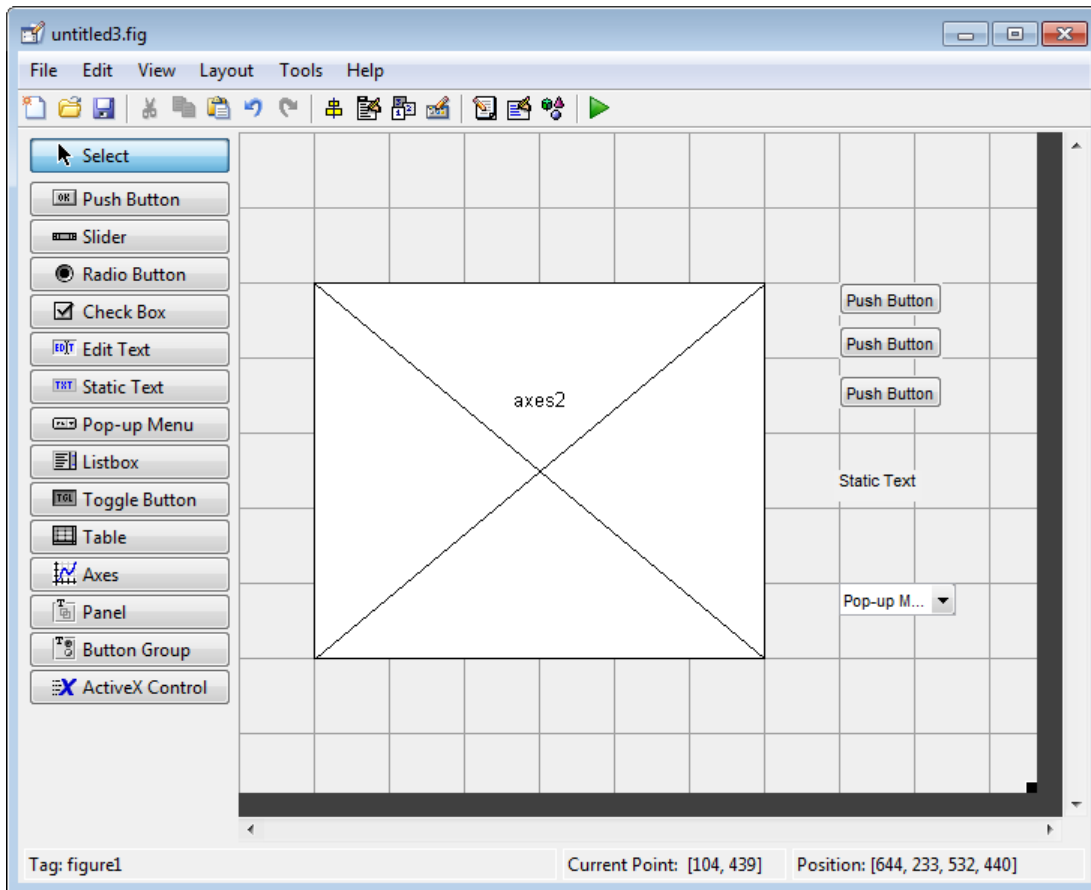 untitled3.fig
File Edit View Layout Tools Help
Select
Push Button
Slider
Radio Button
Check Box
Edit Text
Static Text
Pop-up Menu
Listbox
Toggle Button
Table
Axes
Panel
Button Group
ActiveX Control
axes2
Push Button
Push Button
Push Button
Static Text
Pop-up M...
Tag: figure1 Current Point: [104, 439] Position: [644, 233, 532, 440]